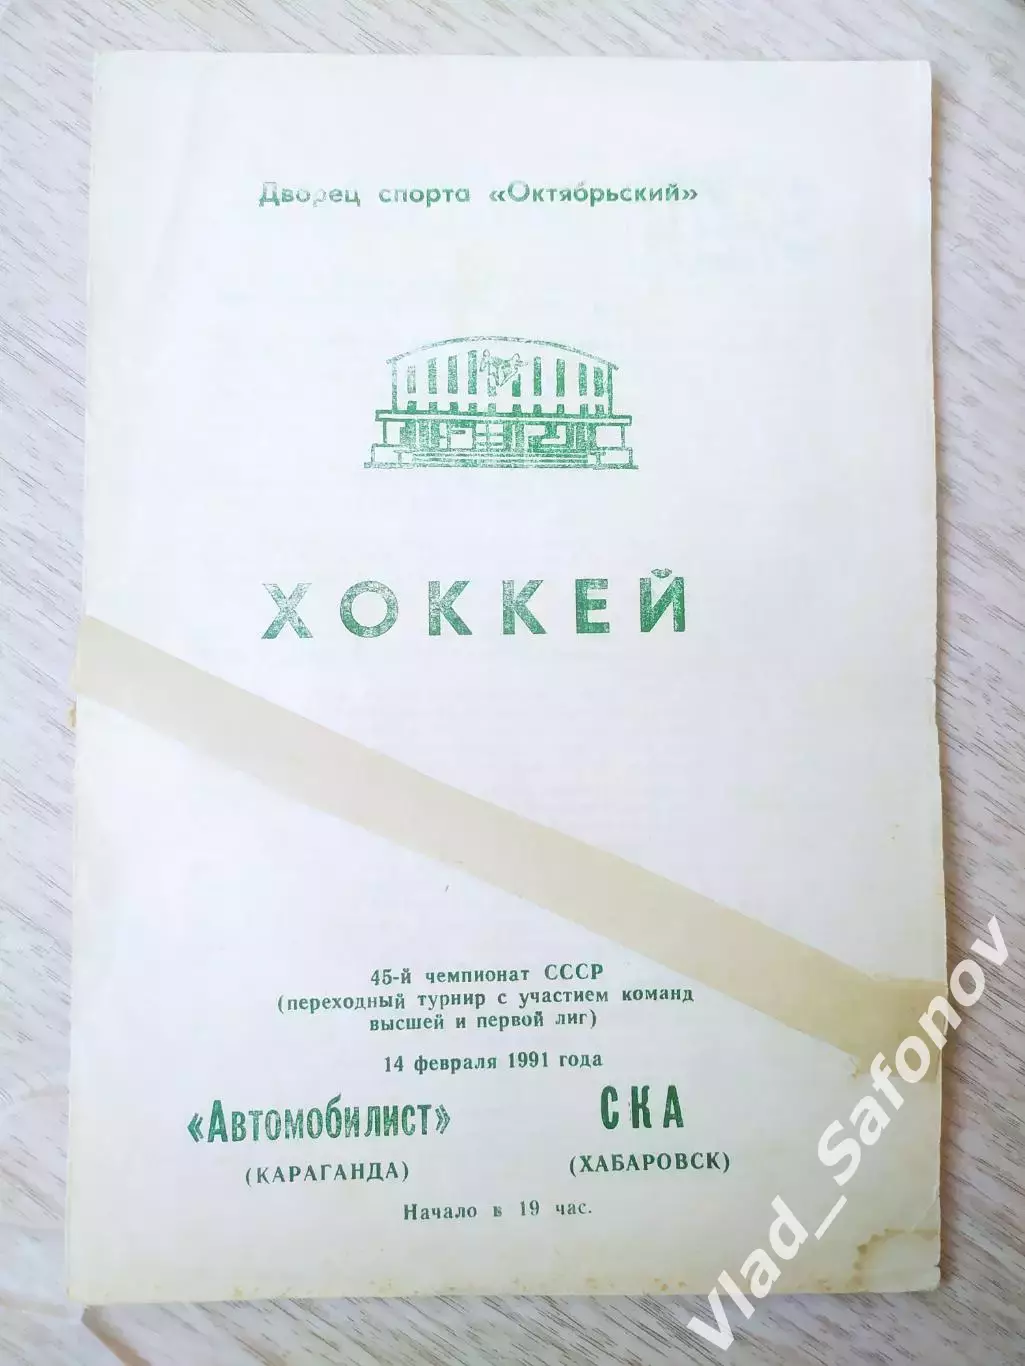 Дворец спорта «Октябрьский»
ХОККЕЙ
45-й чемпионат СССР
(переходный турнир с участием команд
высшей и первой лиг)
14 февраля 1991 года
«Автомобилист» СКА
(КАРАГАНДА) (ХАБАРОВСК)
Начало в 19 час.
Vlad_Safonov